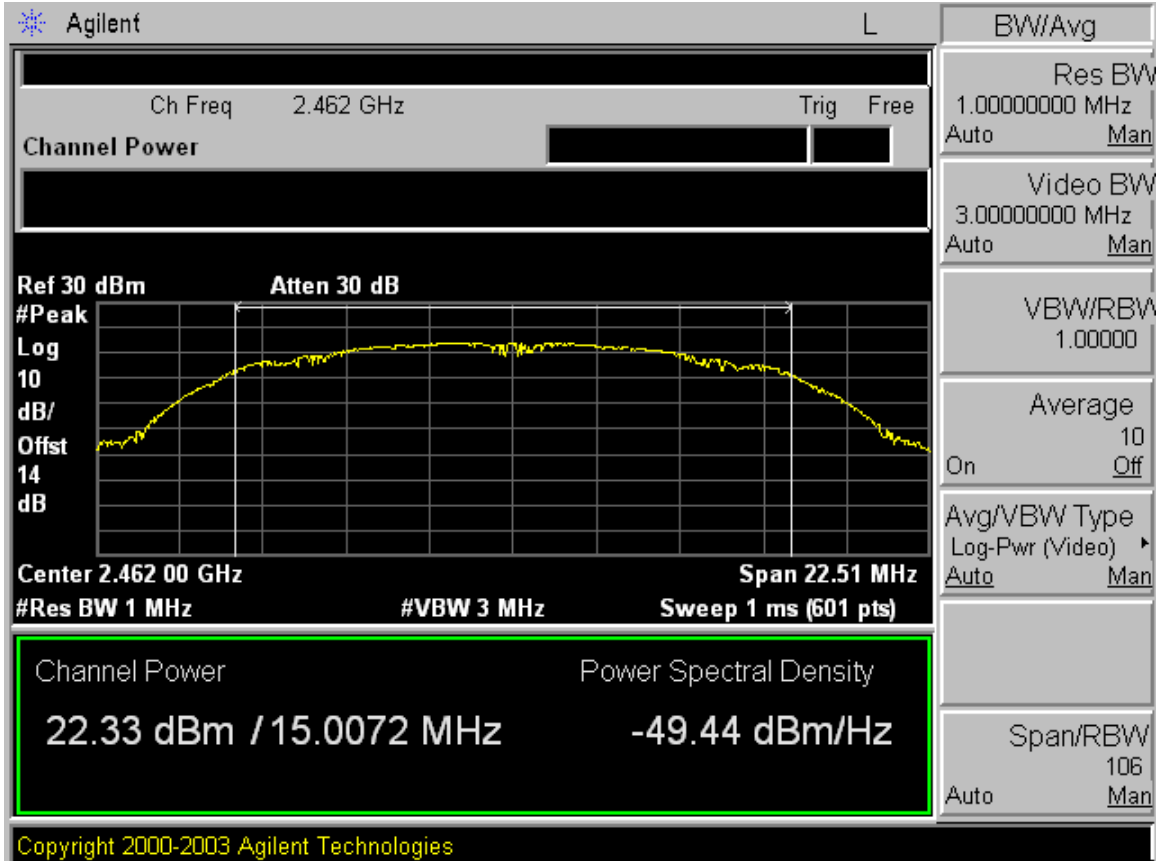 Agilent L
BW/Avg
Ch Freq 2.462 GHz Trig Free
Channel Power
Ref 30 dBm Atten 30 dB
#Peak
Log
10
dB/
Offst
14
dB
Center 2.462 00 GHz Span 22.51 MHz
#Res BW 1 MHz #VBW 3 MHz Sweep 1 ms (601 pts)
Channel Power Power Spectral Density
22.33 dBm / 15.0072 MHz -49.44 dBm/Hz
Res BW
1.00000000 MHz
Auto Man
Video BW
3.00000000 MHz
Auto Man
VBW/RBW
1.00000
Average
10
On Off
Avg/VBW Type
Log-Pwr (Video)
Auto Man
Span/RBW
106
Auto Man
Copyright 2000-2003 Agilent Technologies